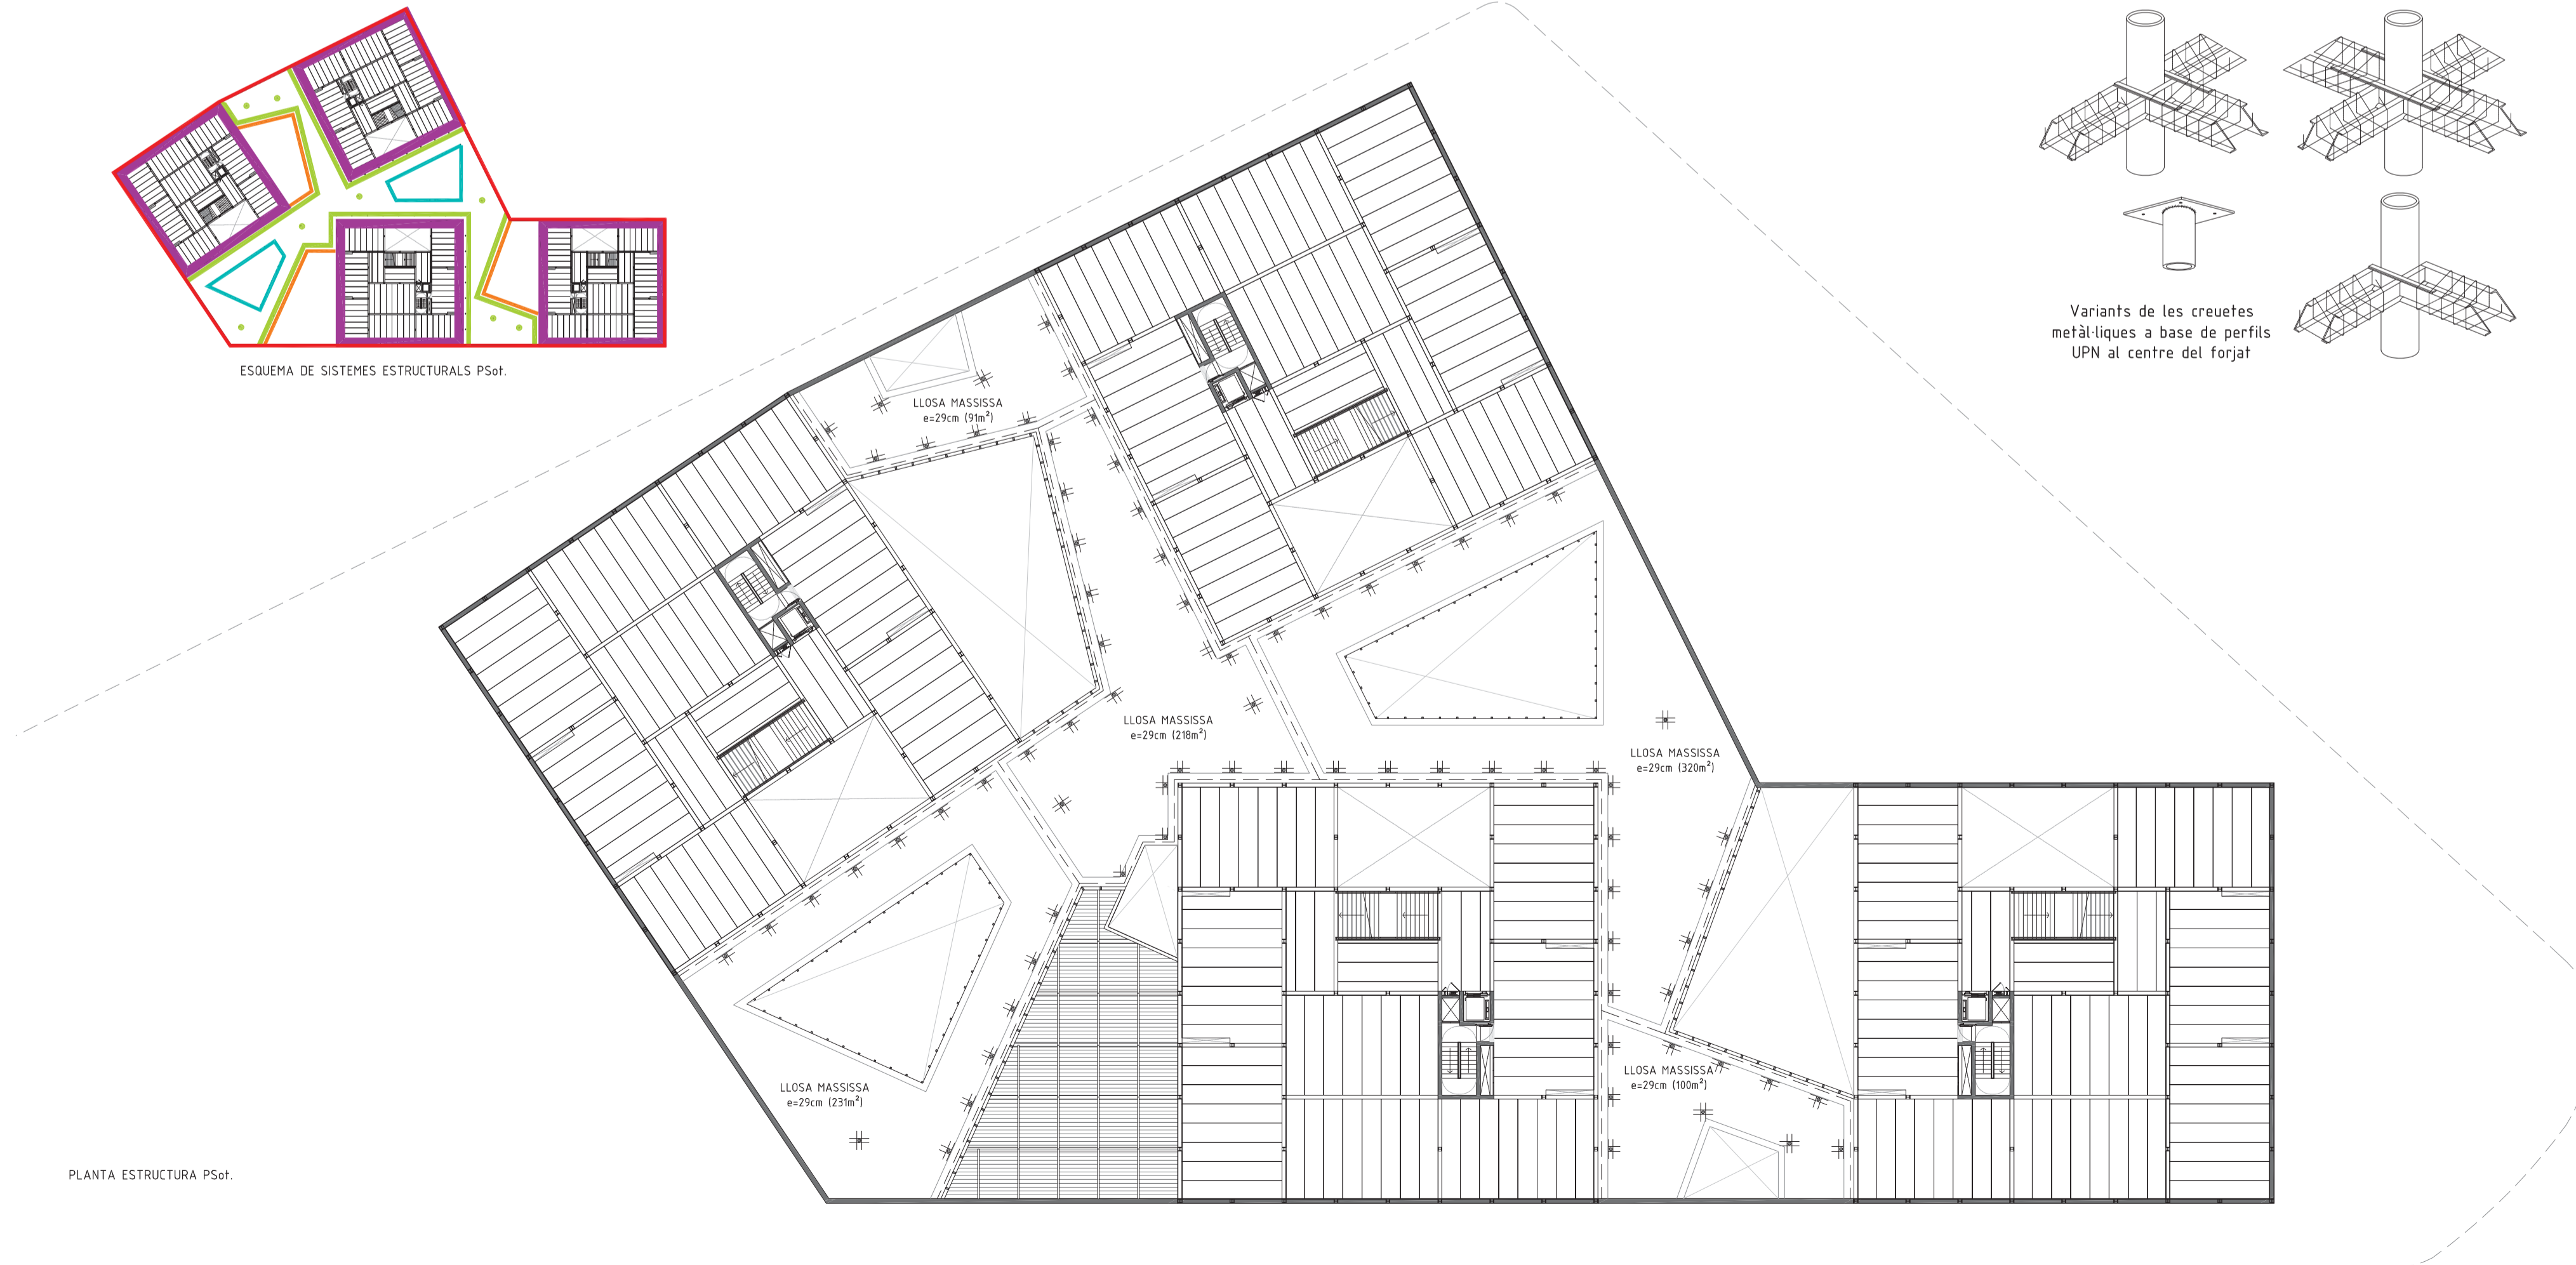 ESQUEMA DE SISTEMES ESTRUCTURALS PSot.
Variants de les creuetes
metàl·liques a base de perfils
UPN al centre del forjat
LLOSA MASSISSA
e=29cm (91m²)
LLOSA MASSISSA
e=29cm (218m²)
LLOSA MASSISSA
e=29cm (320m²)
LLOSA MASSISSA
e=29cm (231m²)
LLOSA MASSISSA
e=29cm (100m²)
PLANTA ESTRUCTURA PSot.